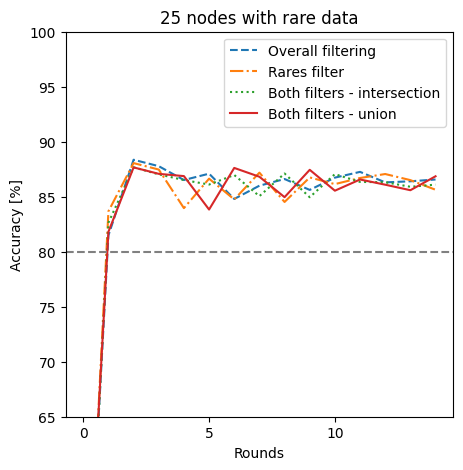 25 nodes with rare data
Overall filtering
Rares filter
Both filters - intersection
Both filters - union
Accuracy [%]
100
95
90
85
80
75
70
65
0
5
10
Rounds